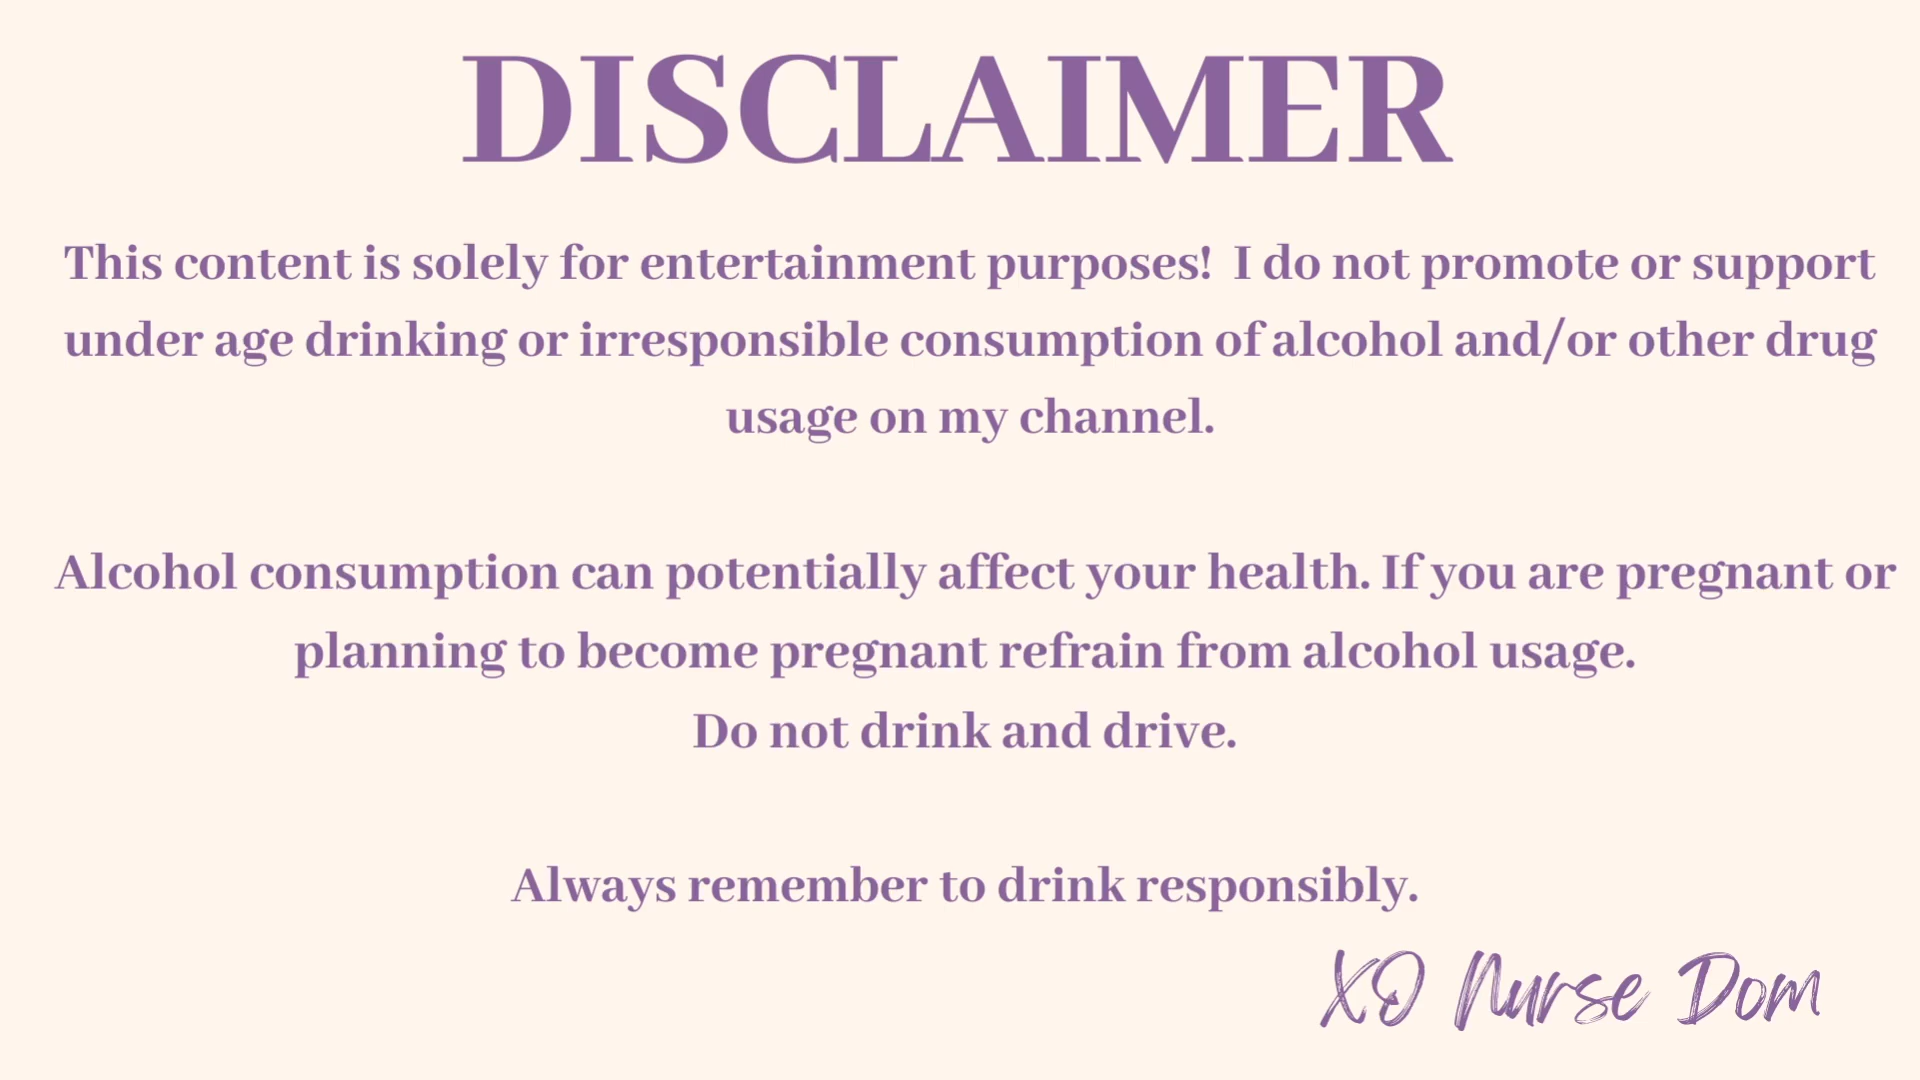 DISCLAIMER
This content is solely for entertainment purposes!  I do not promote or support
under age drinking or irresponsible consumption of alcohol and/or other drug
usage on my channel.
Alcohol consumption can potentially affect your health. If you are pregnant or
planning to become pregnant refrain from alcohol usage.
Do not drink and drive.
Always remember to drink responsibly.
XO Nurse Dom